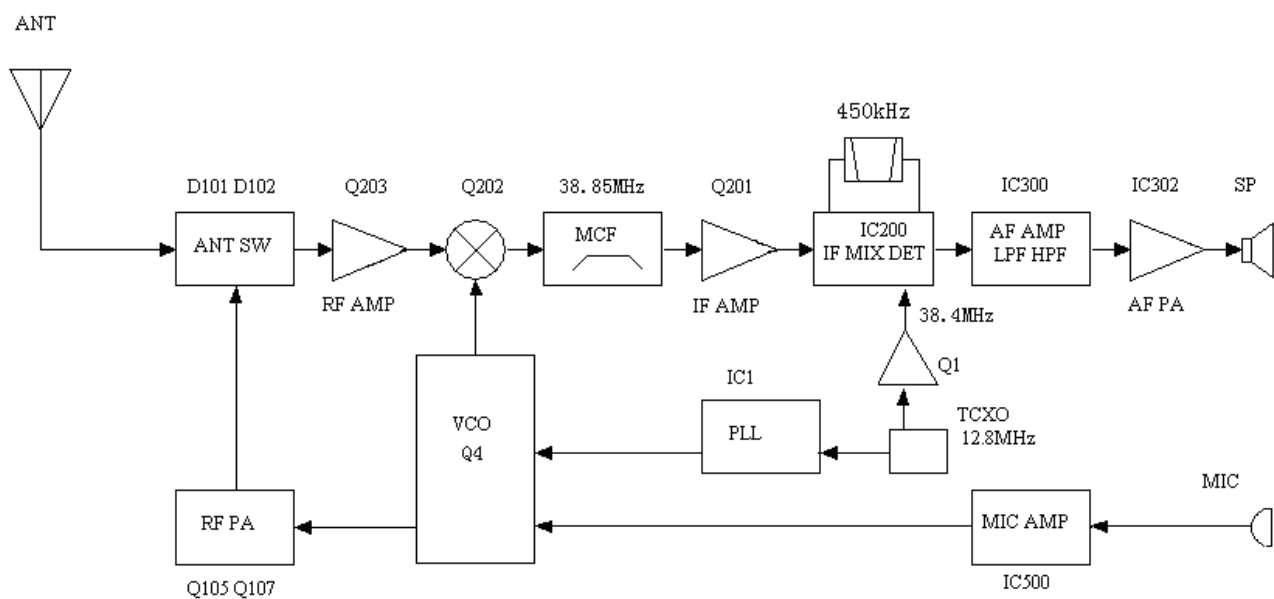 ANT
450kHz
D101 D102
Q203
Q202
38.85MHz
Q201
IC300
IC302
SP
ANT SW
MCF
IC200
IF MIX DET
AF AMP
LPF HPF
RF AMP
IF AMP
AF PA
38.4MHz
Q1
IC1
TCXO
12.8MHz
VCO
Q4
PLL
MIC
RF PA
MIC AMP
Q105 Q107
IC500